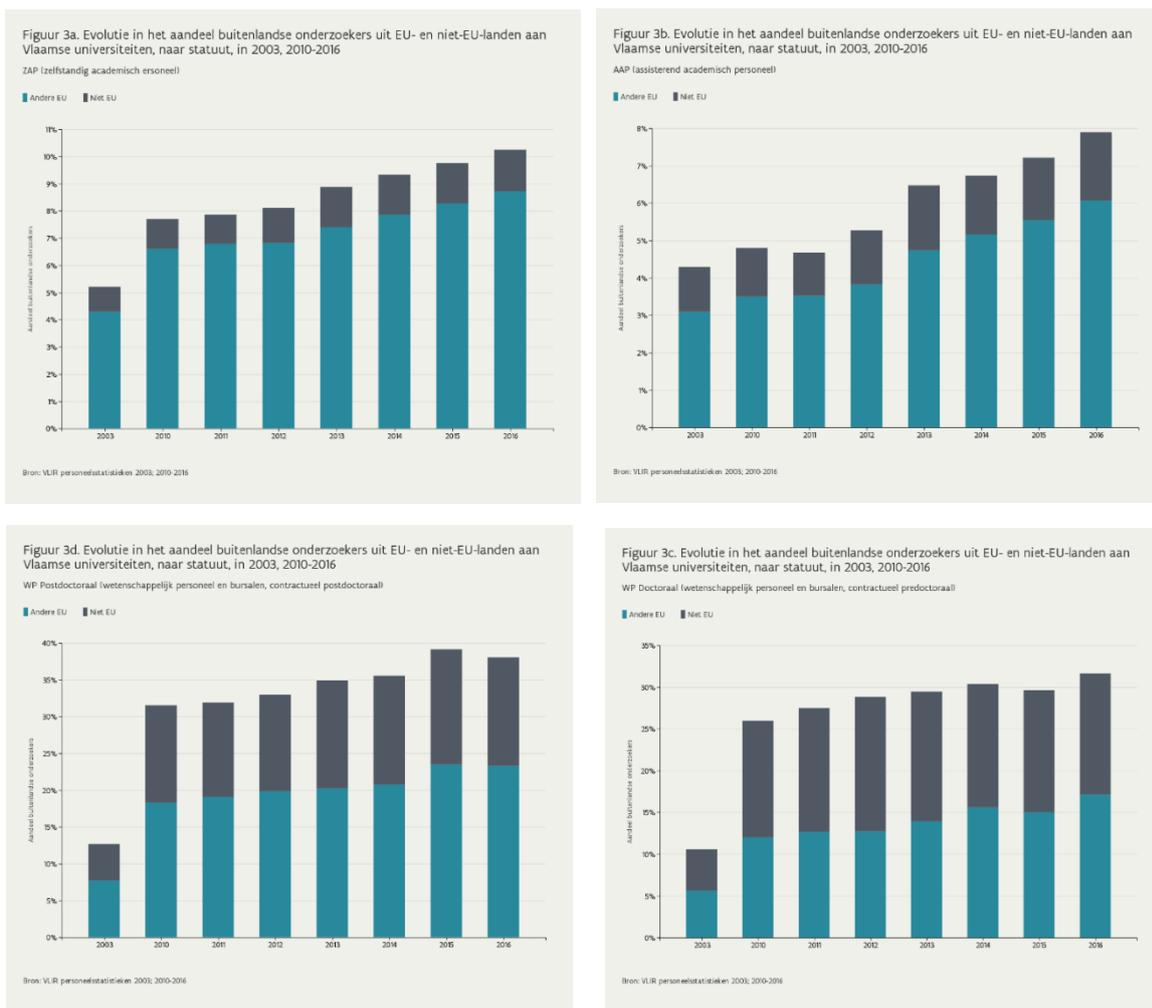 Figuur 3a. Evolutie in het aandeel buitenlandse onderzoekers uit EU- en niet-EU-landen aan
Vlaamse universiteiten, naar statuut, in 2003, 2010-2016
ZAP (zelfstandig academisch ersoneel)
Andere EU Niet EU
11%
10%
9%
8%
7%
6%
5%
4%
3%
2%
1%
0%
Aandeel buitenlandse onderzoekers
2003 2010 2011 2012 2013 2014 2015 2016
Bron: VLIR personeelsstatistieken 2003; 2010-2016
Figuur 3b. Evolutie in het aandeel buitenlandse onderzoekers uit EU- en niet-EU-landen aan
Vlaamse universiteiten, naar statuut, in 2003, 2010-2016
AAP (assisterend academisch personeel)
Andere EU Niet EU
8%
7%
6%
5%
4%
3%
2%
1%
0%
Aandeel buitenlandse onderzoekers
2003 2010 2011 2012 2013 2014 2015 2016
Bron: VLIR personeelsstatistieken 2003; 2010-2016
Figuur 3d. Evolutie in het aandeel buitenlandse onderzoekers uit EU- en niet-EU-landen aan
Vlaamse universiteiten, naar statuut, in 2003, 2010-2016
WP Postdoctoraal (wetenschappelijk personeel en bursalen, contractueel postdoctoraal)
Andere EU Niet EU
40%
35%
30%
25%
20%
15%
10%
5%
0%
Aandeel buitenlandse onderzoekers
2003 2010 2011 2012 2013 2014 2015 2016
Bron: VLIR personeelsstatistieken 2003; 2010-2016
Figuur 3c. Evolutie in het aandeel buitenlandse onderzoekers uit EU- en niet-EU-landen aan
Vlaamse universiteiten, naar statuut, in 2003, 2010-2016
WP Doctoraal (wetenschappelijk personeel en bursalen, contractueel predoctoraal)
Andere EU Niet EU
35%
30%
25%
20%
15%
10%
5%
0%
Aandeel buitenlandse onderzoekers
2003 2010 2011 2012 2013 2014 2015 2016
Bron: VLIR personeelsstatistieken 2003; 2010-2016